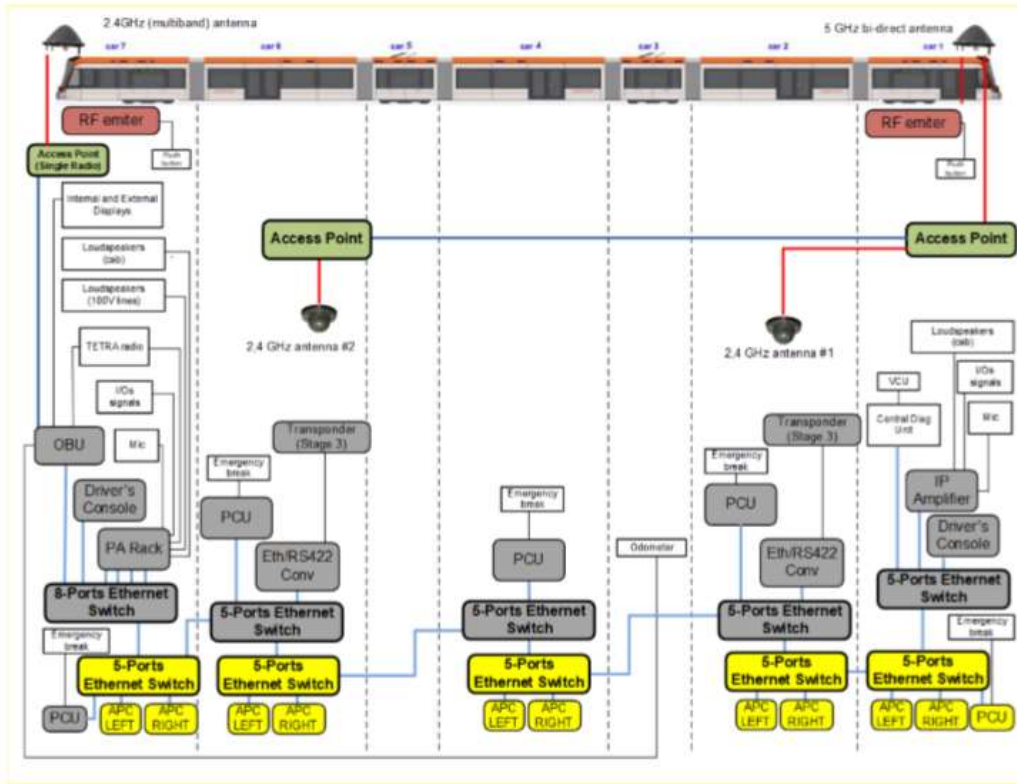 2.4GHz (multiband) antenna
5 GHz bi-direct antenna
car 7
car 6
car 5
car 4
car 3
car 2
car 1
RF emiter
Push
button
RF emiter
Push
button
Access Point
(Single Radio)
Internal and External
Displays
Loudspeakers
(cab)
Loudspeakers
(100V lines)
TETRA radio
I/Os
signals
Mic
OBU
Driver's
Console
PA Rack
8-Ports Ethernet
Switch
Emergency
break
PCU
5-Ports
Ethernet Switch
APC
LEFT
APC
RIGHT
Access Point
2,4 GHz antenna #2
Transponder
(Stage 3)
Emergency
break
PCU
Eth/RS422
Conv
5-Ports Ethernet
Switch
5-Ports
Ethernet Switch
APC
LEFT
APC
RIGHT
Emergency
break
PCU
5-Ports Ethernet
Switch
5-Ports
Ethernet Switch
APC
LEFT
APC
RIGHT
Odometer
Access Point
2,4 GHz antenna #1
Transponder
(Stage 3)
Emergency
break
PCU
Eth/RS422
Conv
5-Ports Ethernet
Switch
5-Ports
Ethernet Switch
APC
LEFT
APC
RIGHT
Loudspeakers
(cab)
I/Os
signals
Mic
VCU
Central Diag
Unit
IP
Amplifier
Driver's
Console
5-Ports Ethernet
Switch
Emergency
break
5-Ports
Ethernet Switch
APC
LEFT
APC
RIGHT
PCU